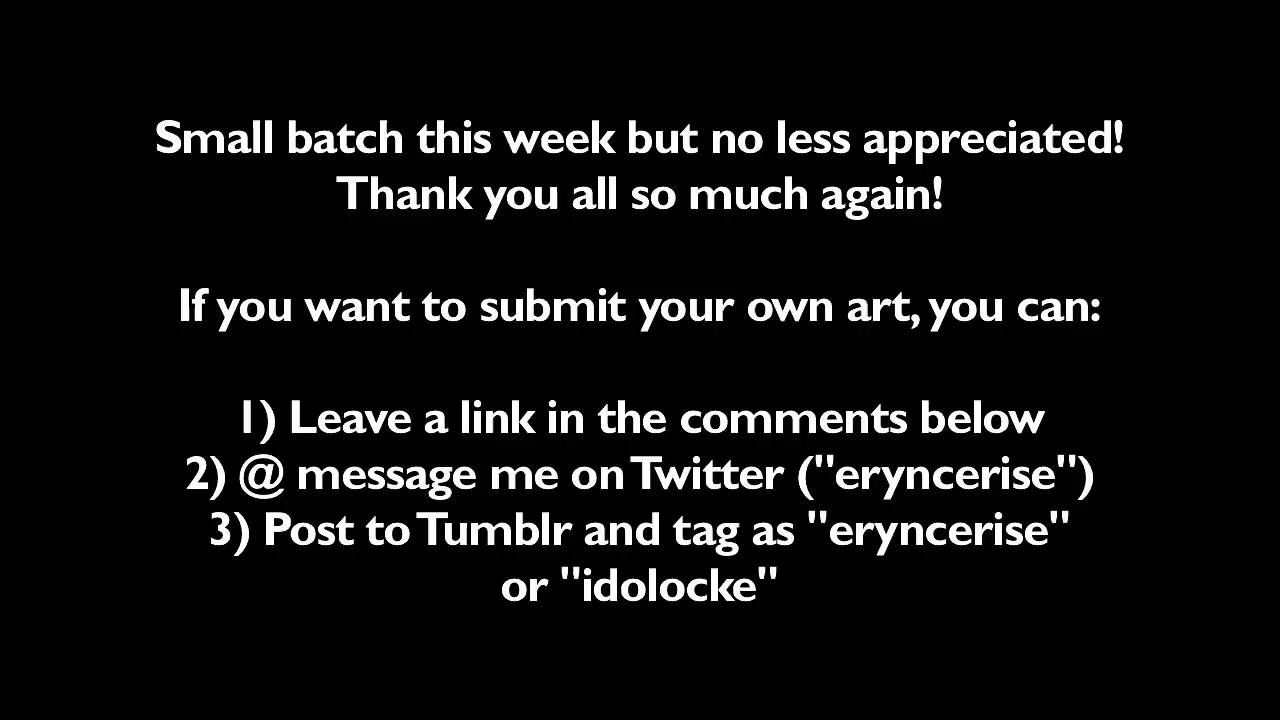 Small batch this week but no less appreciated!
Thank you all so much again!
If you want to submit your own art, you can:
1) Leave a link in the comments below
2) @ message me on Twitter ("eryncerise")
3) Post to Tumblr and tag as "eryncerise"
or "idolocke"